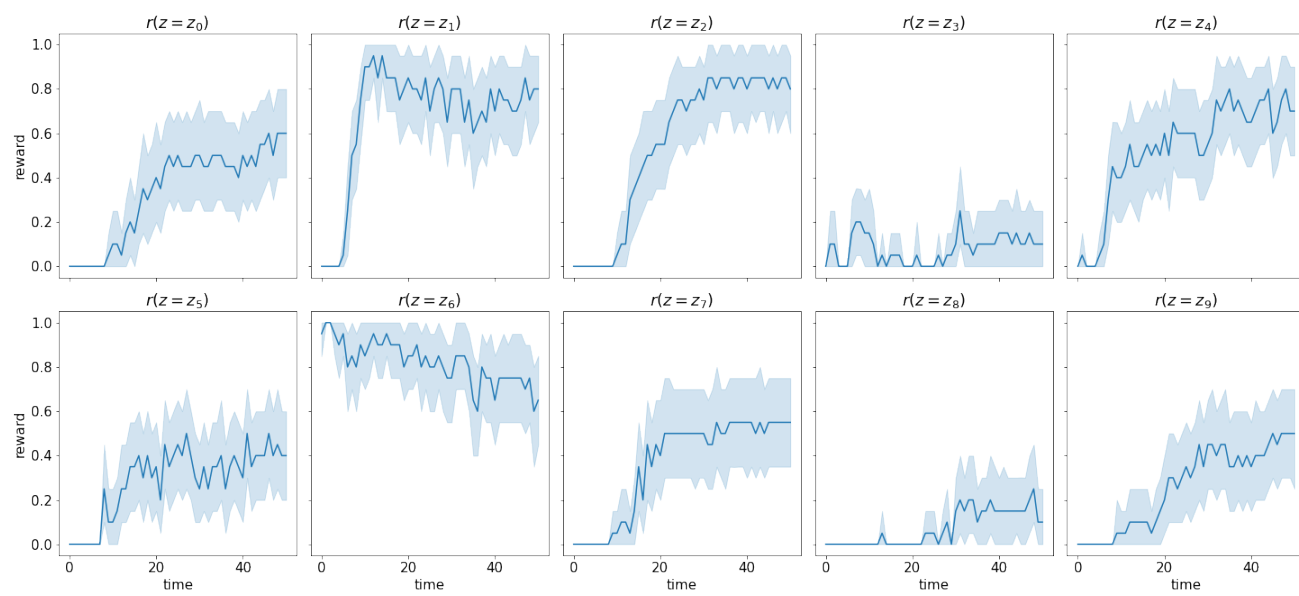 r(z = z₀) r(z = z₁) r(z = z₂) r(z = z₃) r(z = z₄)
1.0
0.8
0.6
0.4
0.2
0.0
reward
r(z = z₅) r(z = z₆) r(z = z₇) r(z = z₈) r(z = z₉)
1.0
0.8
0.6
0.4
0.2
0.0
reward
0 20 40 0 20 40 0 20 40 0 20 40 0 20 40
time time time time time